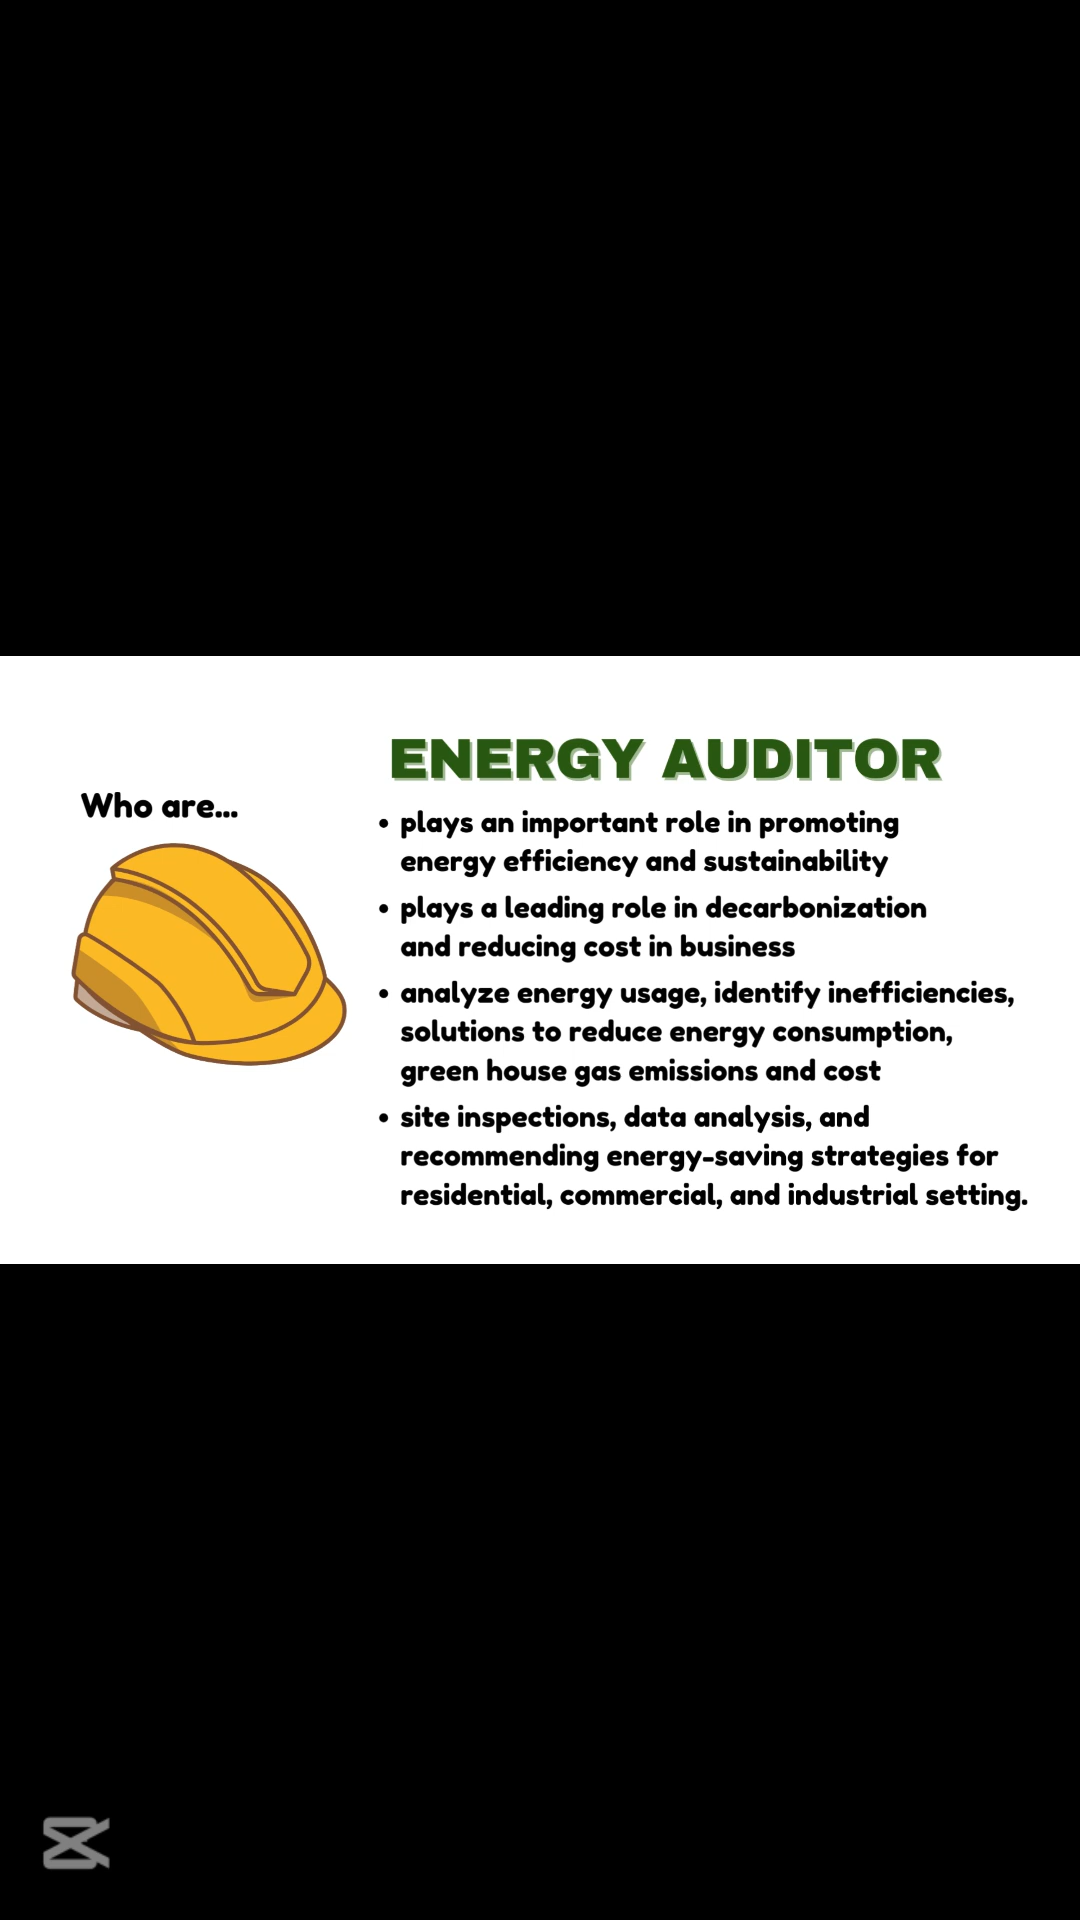 ENERGY AUDITOR
Who are...
• plays an important role in promoting
energy efficiency and sustainability
• plays a leading role in decarbonization
and reducing cost in business
• analyze energy usage, identify inefficiencies,
solutions to reduce energy consumption,
green house gas emissions and cost
• site inspections, data analysis, and
recommending energy-saving strategies for
residential, commercial, and industrial setting.